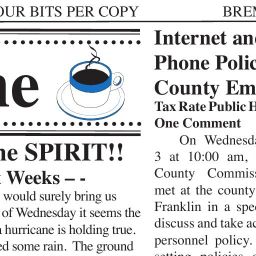 OUR BITS PER COPY
BREM
ne
he SPIRIT!!
Weeks – -
would surely bring us
of Wednesday it seems the
hurricane is holding true.
ed some rain. The ground
Internet and
Phone Polic
County Em
Tax Rate Public H
One Comment
On Wednesda
3 at 10:00 am,
County Commiss
met at the county
Franklin in a spec
discuss and take ac
personnel policy.
setting policies